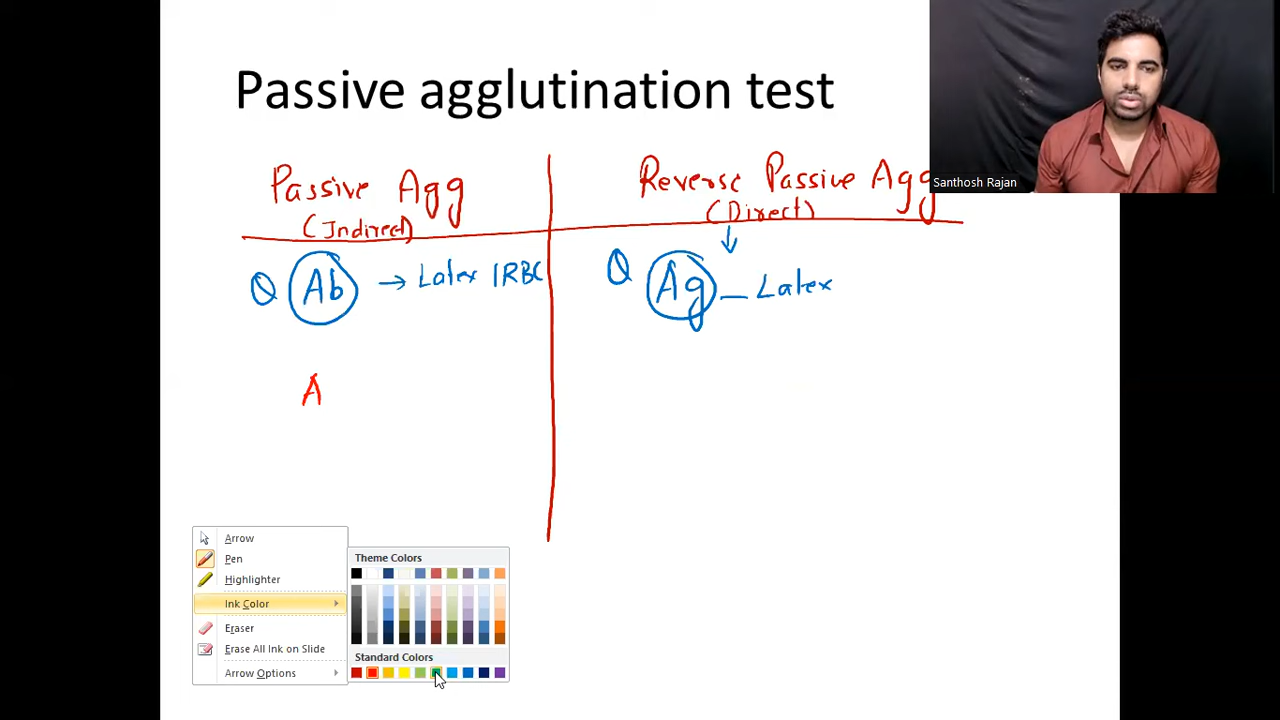 Passive agglutination test
Santhosh Rajan
Passive Agg
(Indirect)
Reverse Passive Agg
(Direct)
Q Ab → Latex IRBC
Q Ag _ Latex
A
Arrow
Pen
Highlighter
Ink Color
Eraser
Erase All Ink on Slide
Arrow Options
Theme Colors
Standard Colors